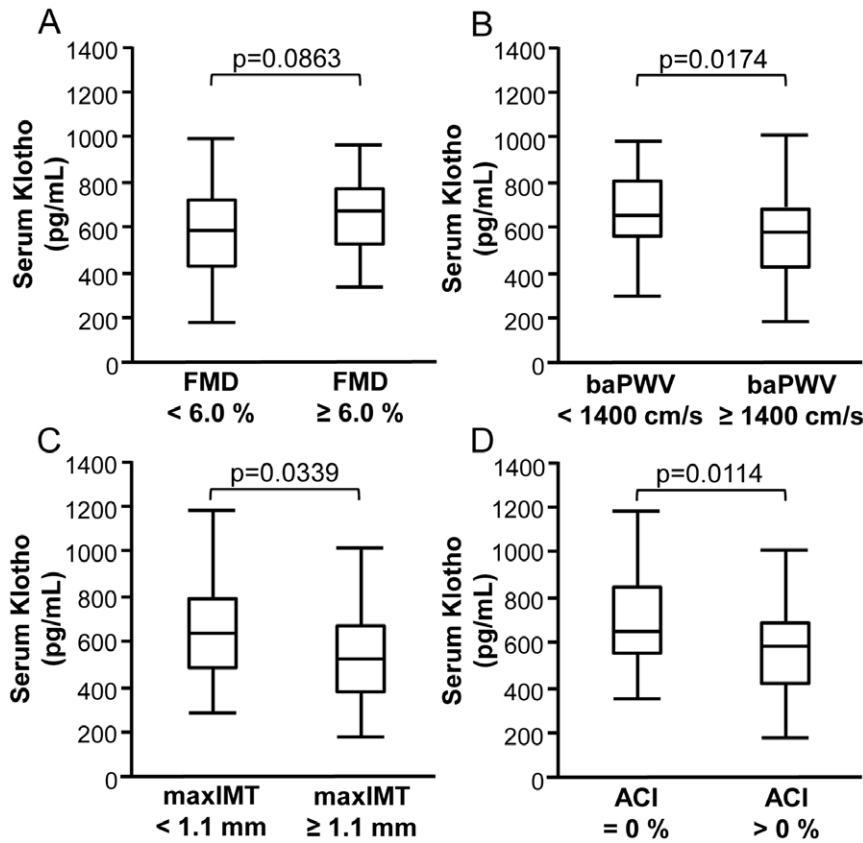 A
p=0.0863
Serum Klotho
(pg/mL)
1400
1200
1000
800
600
400
200
0
FMD
< 6.0 %
FMD
≥ 6.0 %
B
p=0.0174
Serum Klotho
(pg/mL)
1400
1200
1000
800
600
400
200
0
baPWV
< 1400 cm/s
baPWV
≥ 1400 cm/s
C
p=0.0339
Serum Klotho
(pg/mL)
1400
1200
1000
800
600
400
200
0
maxIMT
< 1.1 mm
maxIMT
≥ 1.1 mm
D
p=0.0114
Serum Klotho
(pg/mL)
1400
1200
1000
800
600
400
200
0
ACI
= 0 %
ACI
> 0 %